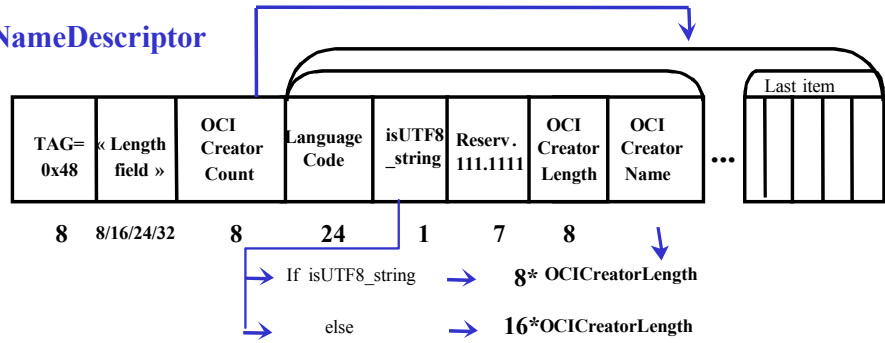 NameDescriptor
Last item
TAG=
0x48
« Length
field »
OCI
Creator
Count
Language
Code
isUTF8
_string
Reserv.
111.1111
OCI
Creator
Length
OCI
Creator
Name
...
8 8/16/24/32 8 24 1 7 8
If isUTF8_string 8* OCICreatorLength
else 16*OCICreatorLength